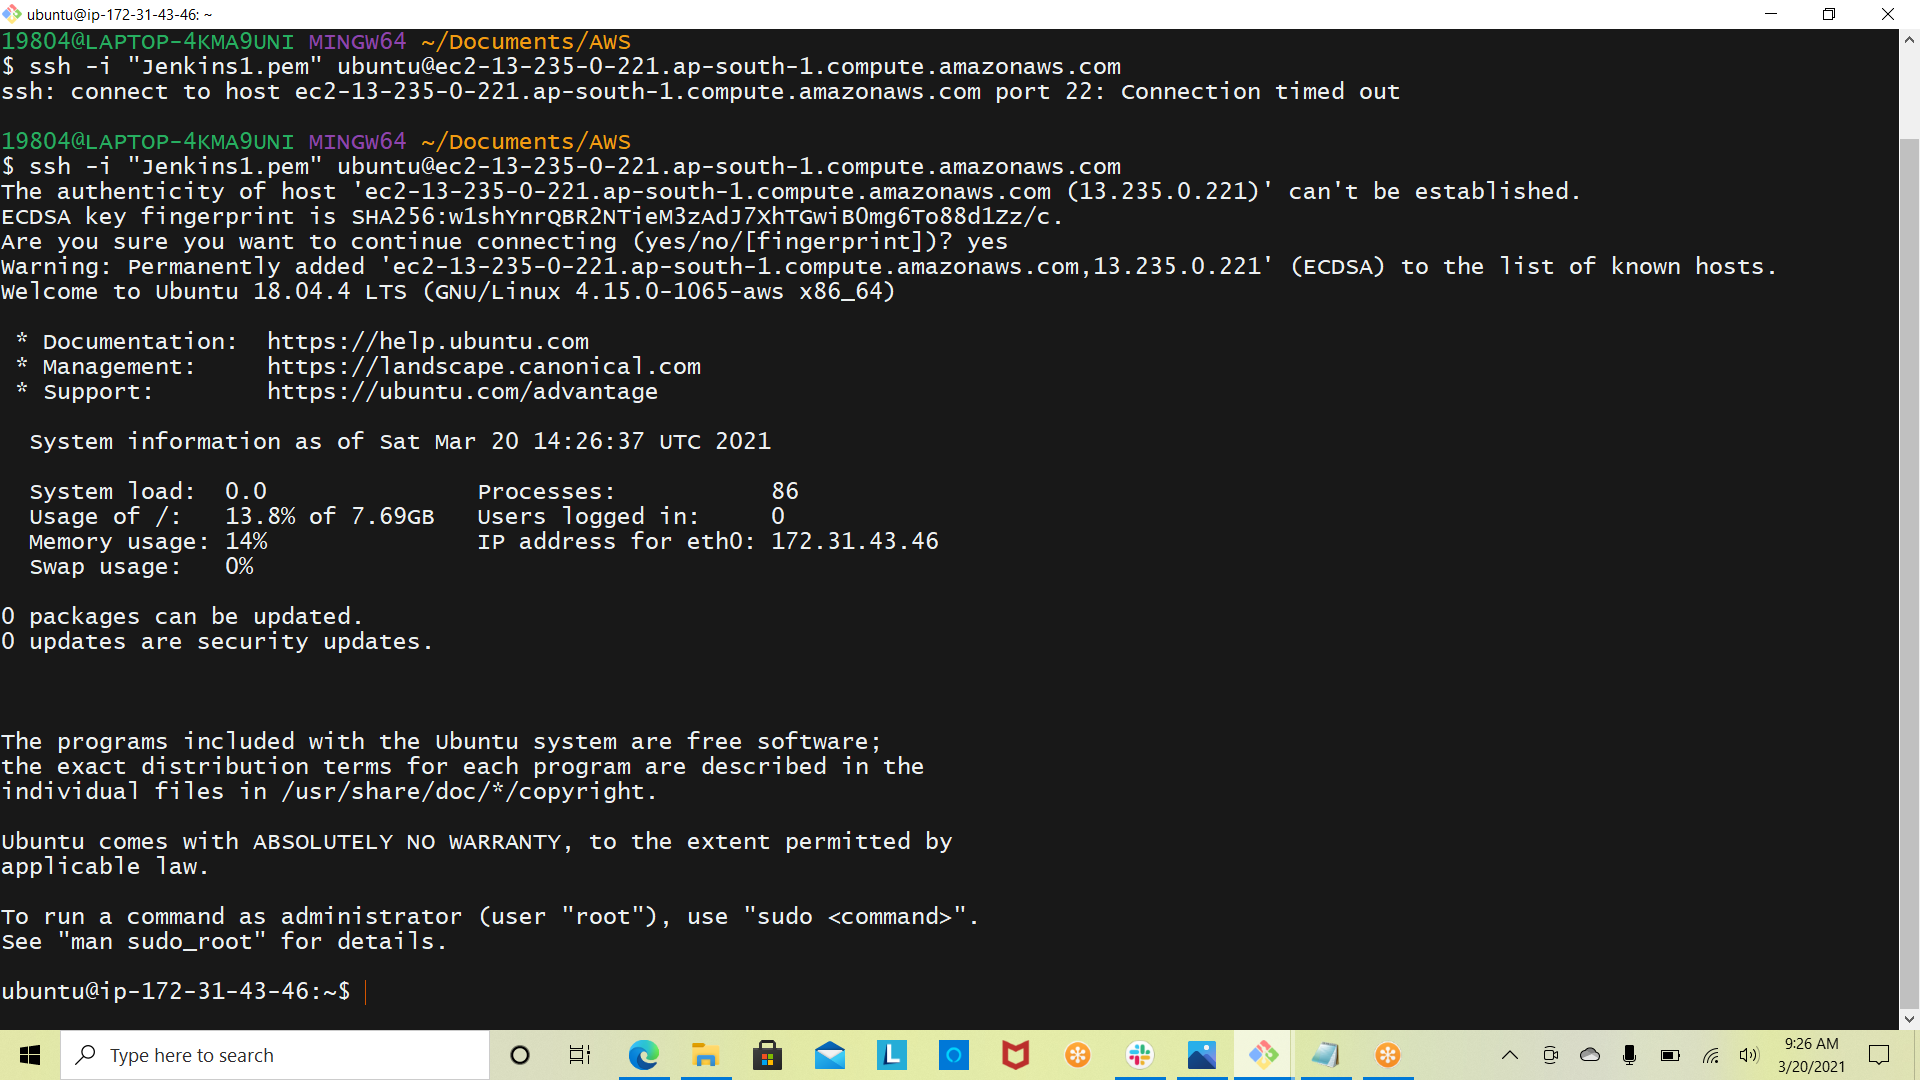 ubuntu@ip-172-31-43-46: ~
19804@LAPTOP-4KMA9UNI MINGW64 ~/Documents/AWS
$ ssh -i "Jenkins1.pem" ubuntu@ec2-13-235-0-221.ap-south-1.compute.amazonaws.com
ssh: connect to host ec2-13-235-0-221.ap-south-1.compute.amazonaws.com port 22: Connection timed out
19804@LAPTOP-4KMA9UNI MINGW64 ~/Documents/AWS
$ ssh -i "Jenkins1.pem" ubuntu@ec2-13-235-0-221.ap-south-1.compute.amazonaws.com
The authenticity of host 'ec2-13-235-0-221.ap-south-1.compute.amazonaws.com (13.235.0.221)' can't be established.
ECDSA key fingerprint is SHA256:w1shYnrQBR2NTieM3zAdJ7XhTGwiB0mg6To88d1Zz/c.
Are you sure you want to continue connecting (yes/no/[fingerprint])? yes
Warning: Permanently added 'ec2-13-235-0-221.ap-south-1.compute.amazonaws.com,13.235.0.221' (ECDSA) to the list of known hosts.
Welcome to Ubuntu 18.04.4 LTS (GNU/Linux 4.15.0-1065-aws x86_64)
* Documentation:  https://help.ubuntu.com
* Management:     https://landscape.canonical.com
* Support:        https://ubuntu.com/advantage
System information as of Sat Mar 20 14:26:37 UTC 2021
System load:  0.0               Processes:           86
Usage of /:   13.8% of 7.69GB   Users logged in:     0
Memory usage: 14%               IP address for eth0: 172.31.43.46
Swap usage:   0%
0 packages can be updated.
0 updates are security updates.
The programs included with the Ubuntu system are free software;
the exact distribution terms for each program are described in the
individual files in /usr/share/doc/*/copyright.
Ubuntu comes with ABSOLUTELY NO WARRANTY, to the extent permitted by
applicable law.
To run a command as administrator (user "root"), use "sudo <command>".
See "man sudo_root" for details.
ubuntu@ip-172-31-43-46:~$
Type here to search
L
9:26 AM
3/20/2021